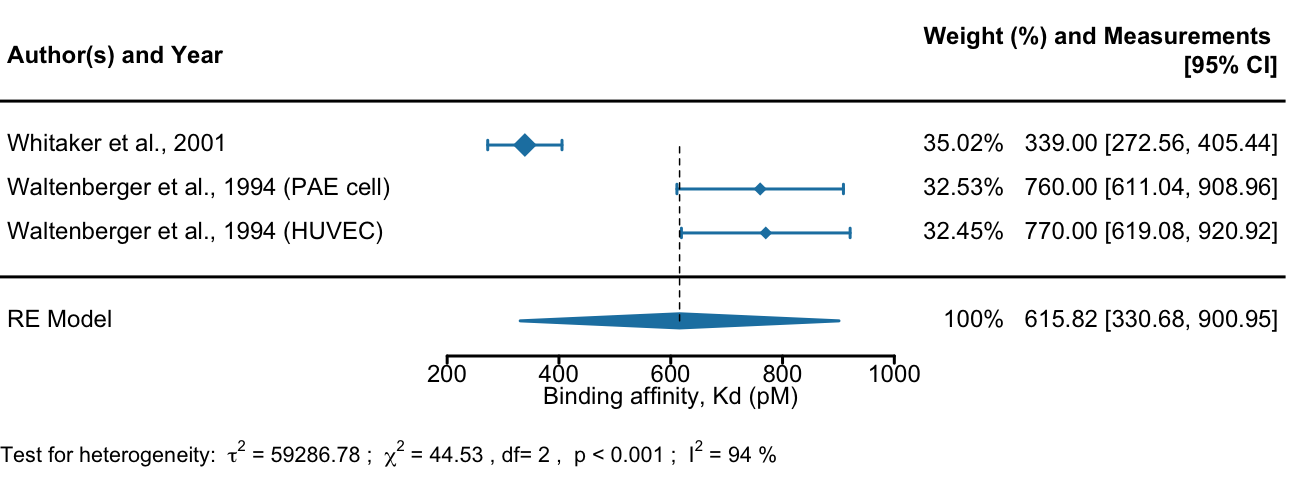 Author(s) and Year
Weight (%) and Measurements
[95% CI]
Whitaker et al., 2001 35.02% 339.00 [272.56, 405.44]
Waltenberger et al., 1994 (PAE cell) 32.53% 760.00 [611.04, 908.96]
Waltenberger et al., 1994 (HUVEC) 32.45% 770.00 [619.08, 920.92]
RE Model 100% 615.82 [330.68, 900.95]
200 400 600 800 1000
Binding affinity, Kd (pM)
Test for heterogeneity: τ² = 59286.78 ; χ² = 44.53 , df= 2 , p < 0.001 ; I² = 94 %